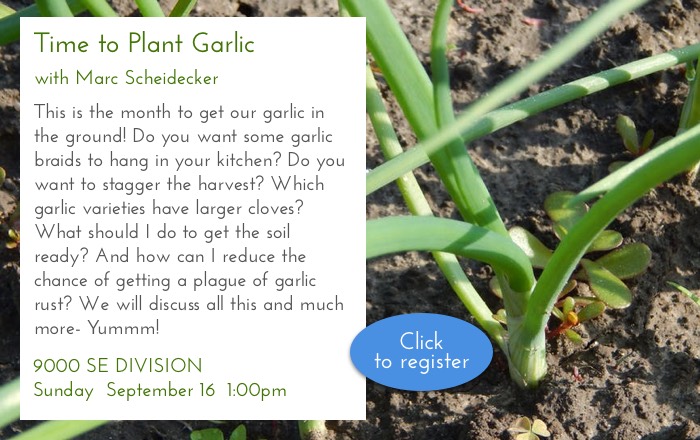 Time to Plant Garlic
with Marc Scheidecker
This is the month to get our garlic in
the ground! Do you want some garlic
braids to hang in your kitchen? Do you
want to stagger the harvest? Which
garlic varieties have larger cloves?
What should I do to get the soil
ready? And how can I reduce the
chance of getting a plague of garlic
rust? We will discuss all this and much
more- Yummm!
9000 SE DIVISION
Sunday September 16 1:00pm
Click
to register